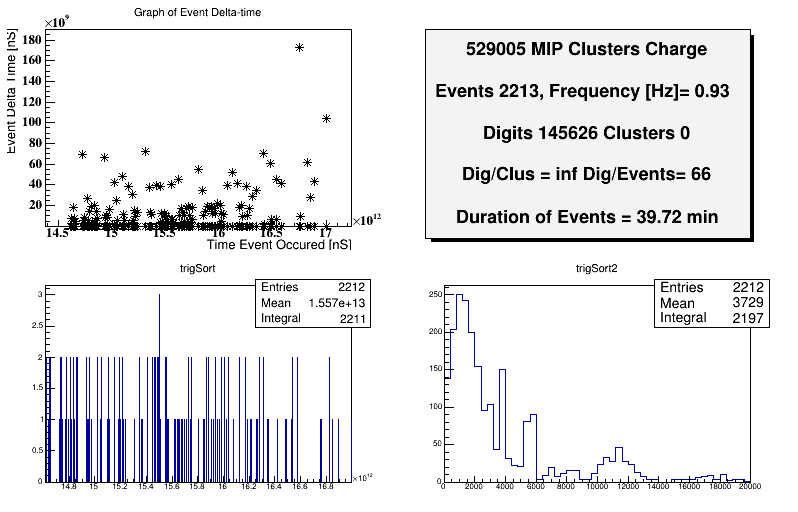 Graph of Event Delta-time
×10⁹
Event Delta Time [nS]
180
160
140
120
100
80
60
40
20
14.5 15 15.5 16 16.5 17
×10¹²
Time Event Occured [nS]
529005 MIP Clusters Charge
Events 2213, Frequency [Hz]= 0.93
Digits 145626 Clusters 0
Dig/Clus = inf Dig/Events= 66
Duration of Events = 39.72 min
trigSort
Entries 2212
Mean 1.557e+13
Integral 2211
3
2.5
2
1.5
1
0.5
0
14.8 15 15.2 15.4 15.6 15.8 16 16.2 16.4 16.6 16.8
×10¹²
trigSort2
Entries 2212
Mean 3729
Integral 2197
250
200
150
100
50
0
0 2000 4000 6000 8000 10000 12000 14000 16000 18000 20000